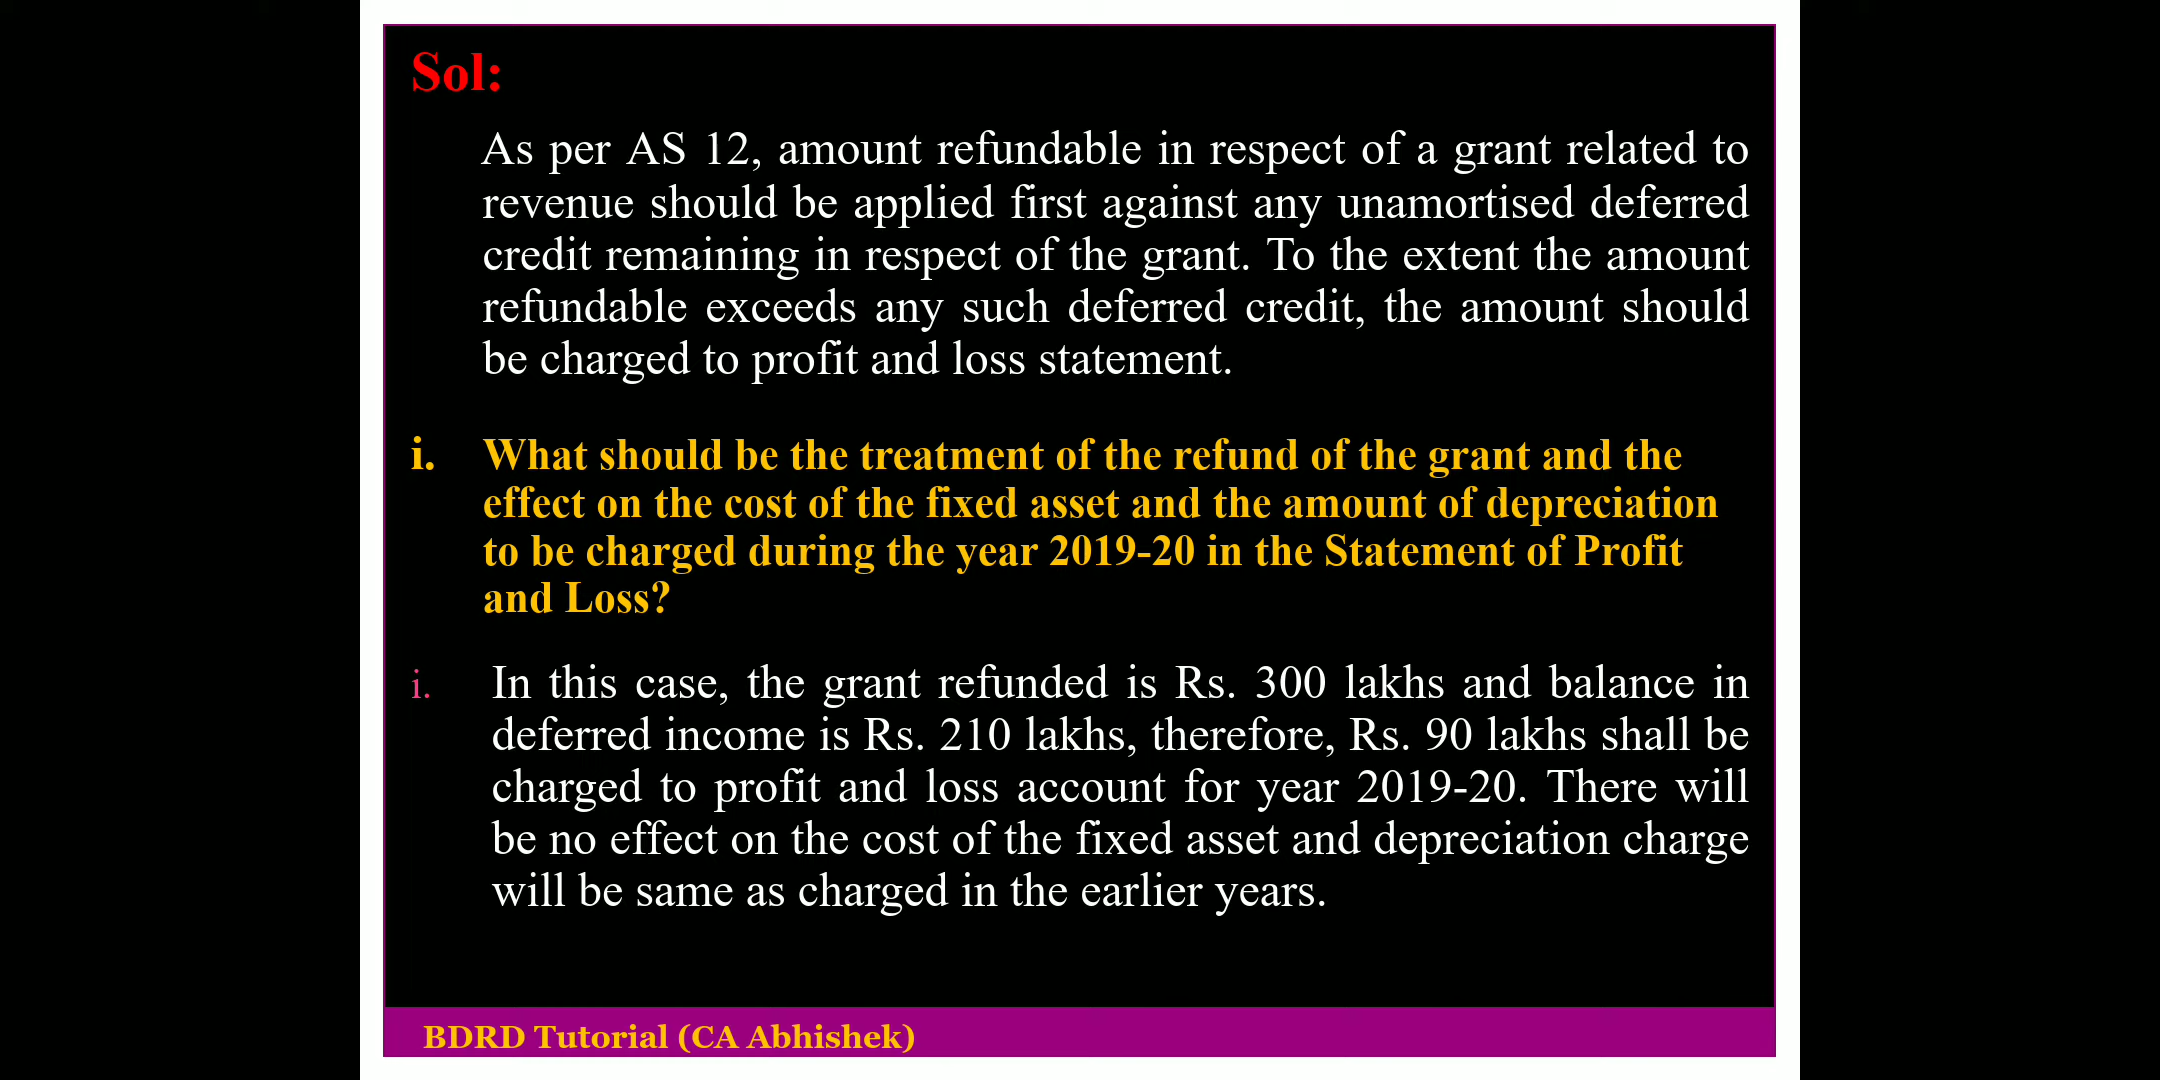 Sol:
As per AS 12, amount refundable in respect of a grant related to
revenue should be applied first against any unamortised deferred
credit remaining in respect of the grant. To the extent the amount
refundable exceeds any such deferred credit, the amount should
be charged to profit and loss statement.
i. What should be the treatment of the refund of the grant and the
effect on the cost of the fixed asset and the amount of depreciation
to be charged during the year 2019-20 in the Statement of Profit
and Loss?
i. In this case, the grant refunded is Rs. 300 lakhs and balance in
deferred income is Rs. 210 lakhs, therefore, Rs. 90 lakhs shall be
charged to profit and loss account for year 2019-20. There will
be no effect on the cost of the fixed asset and depreciation charge
will be same as charged in the earlier years.
BDRD Tutorial (CA Abhishek)